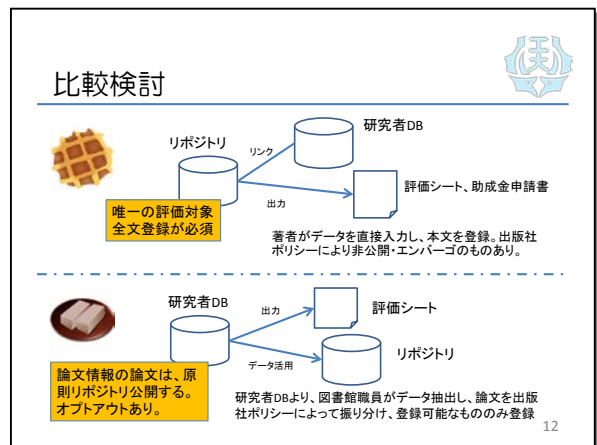 比較検討
リポジトリ
リンク
研究者DB
出力
評価シート、助成金申請書
唯一の評価対象
全文登録が必須
著者がデータを直接入力し、本文を登録。出版社
ポリシーにより非公開・エンバーゴのものあり。
研究者DB
出力
評価シート
データ活用
リポジトリ
論文情報の論文は、原
則リポジトリ公開する。
オプトアウトあり。
研究者DBより、図書館職員がデータ抽出し、論文を出版
社ポリシーによって振り分け、登録可能なもののみ登録
12